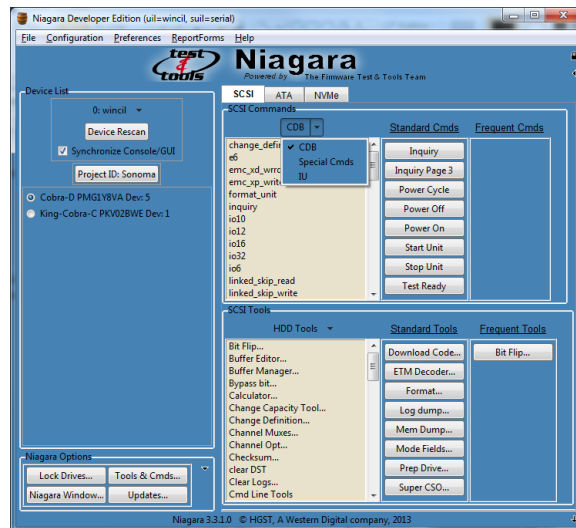 Niagara Developer Edition (uil=wincil, suil=serial)
File Configuration Preferences ReportForms Help
test & tools
Niagara
Powered by The Firmware Test & Tools Team
Device List
0: wincil
Device Rescan
Synchronize Console/GUI
Project ID: Sonoma
Cobra-D PMG1Y8VA Dev: 5
King-Cobra-C PKV02BWE Dev: 1
Niagara Options
Lock Drives... Tools & Cmds...
Niagara Window... Updates...
SCSI ATA NVMe
SCSI Commands
CDB
CDB
Special Cmds
IU
change_defin
e6
emc_xd_wrrd
emc_xp_writ
format_unit
inquiry
io10
io12
io16
io32
io6
linked_skip_read
linked_skip_write
Standard Cmds
Inquiry
Inquiry Page 3
Power Cycle
Power Off
Power On
Start Unit
Stop Unit
Test Ready
Frequent Cmds
SCSI Tools
HDD Tools
Bit Flip...
Buffer Editor...
Buffer Manager...
Bypass bit...
Calculator...
Change Capacity Tool...
Change Definition...
Channel Muxes...
Channel Opt...
Checksum...
clear DST
Clear Logs...
Cmd Line Tools
Standard Tools
Download Code...
ETM Decoder...
Format...
Log dump...
Mem Dump...
Mode Fields...
Prep Drive...
Super CSO...
Frequent Tools
Bit Flip...
Niagara 3.3.1.0 © HGST, A Western Digital company, 2013